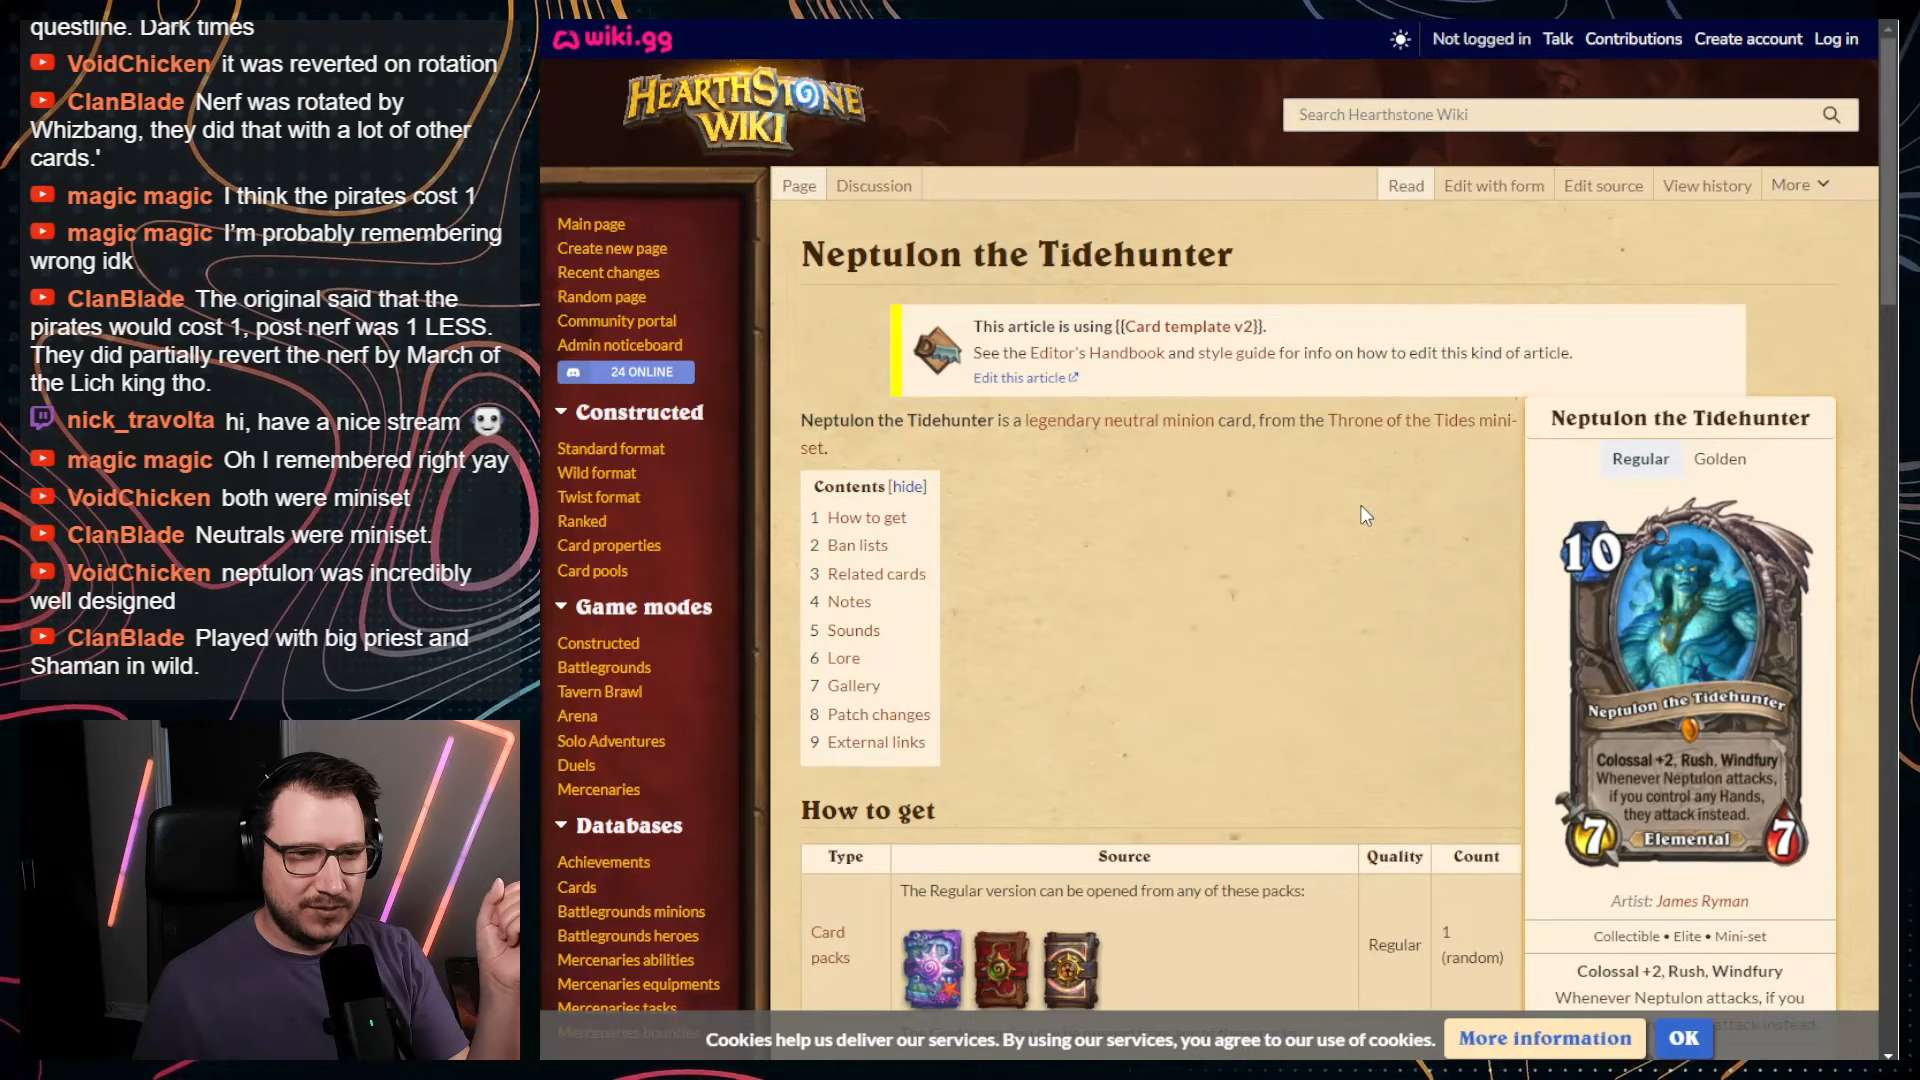 questline. Dark times
VoidChicken it was reverted on rotation
ClanBlade Nerf was rotated by
Whizbang, they did that with a lot of other
cards.'
magic magic I think the pirates cost 1
magic magic I'm probably remembering
wrong idk
ClanBlade The original said that the
pirates would cost 1, post nerf was 1 LESS.
They did partially revert the nerf by March of
the Lich king tho.
nick_travolta hi, have a nice stream
magic magic Oh I remembered right yay
VoidChicken both were miniset
ClanBlade Neutrals were miniset.
VoidChicken neptulon was incredibly
well designed
ClanBlade Played with big priest and
Shaman in wild.
wiki.gg
Not logged in Talk Contributions Create account Log in
HEARTHSTONE
WIKI
Search Hearthstone Wiki
Page Discussion
Read Edit with form Edit source View history More
Main page
Create new page
Recent changes
Random page
Community portal
Admin noticeboard
24 ONLINE
Constructed
Standard format
Wild format
Twist format
Ranked
Card properties
Card pools
Game modes
Constructed
Battlegrounds
Tavern Brawl
Arena
Solo Adventures
Duels
Mercenaries
Databases
Achievements
Cards
Battlegrounds minions
Battlegrounds heroes
Mercenaries abilities
Mercenaries equipments
Mercenaries tasks
Mercenaries bounties
Neptulon the Tidehunter
This article is using {{Card template v2}}.
See the Editor's Handbook and style guide for info on how to edit this kind of article.
Edit this article
Neptulon the Tidehunter is a legendary neutral minion card, from the Throne of the Tides mini-
set.
Contents [hide]
1 How to get
2 Ban lists
3 Related cards
4 Notes
5 Sounds
6 Lore
7 Gallery
8 Patch changes
9 External links
How to get
Type Source Quality Count
The Regular version can be opened from any of these packs:
Card
packs
Regular
1
(random)
Neptulon the Tidehunter
Regular Golden
10
Neptulon the Tidehunter
Colossal +2, Rush, Windfury
Whenever Neptulon attacks,
if you control any Hands,
they attack instead.
7 Elemental 7
Artist: James Ryman
Collectible • Elite • Mini-set
Colossal +2, Rush, Windfury
Whenever Neptulon attacks, if you
attack instead.
Cookies help us deliver our services. By using our services, you agree to our use of cookies.
More information
OK